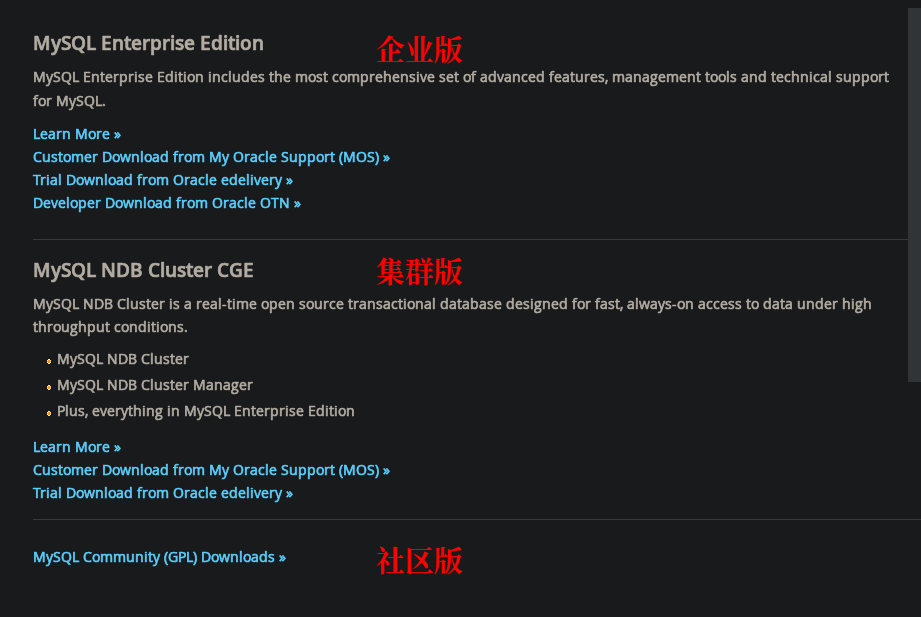 MySQL Enterprise Edition 企业版
MySQL Enterprise Edition includes the most comprehensive set of advanced features, management tools and technical support
for MySQL.
Learn More »
Customer Download from My Oracle Support (MOS) »
Trial Download from Oracle edelivery »
Developer Download from Oracle OTN »
MySQL NDB Cluster CGE 集群版
MySQL NDB Cluster is a real-time open source transactional database designed for fast, always-on access to data under high
throughput conditions.
• MySQL NDB Cluster
• MySQL NDB Cluster Manager
• Plus, everything in MySQL Enterprise Edition
Learn More »
Customer Download from My Oracle Support (MOS) »
Trial Download from Oracle edelivery »
MySQL Community (GPL) Downloads » 社区版